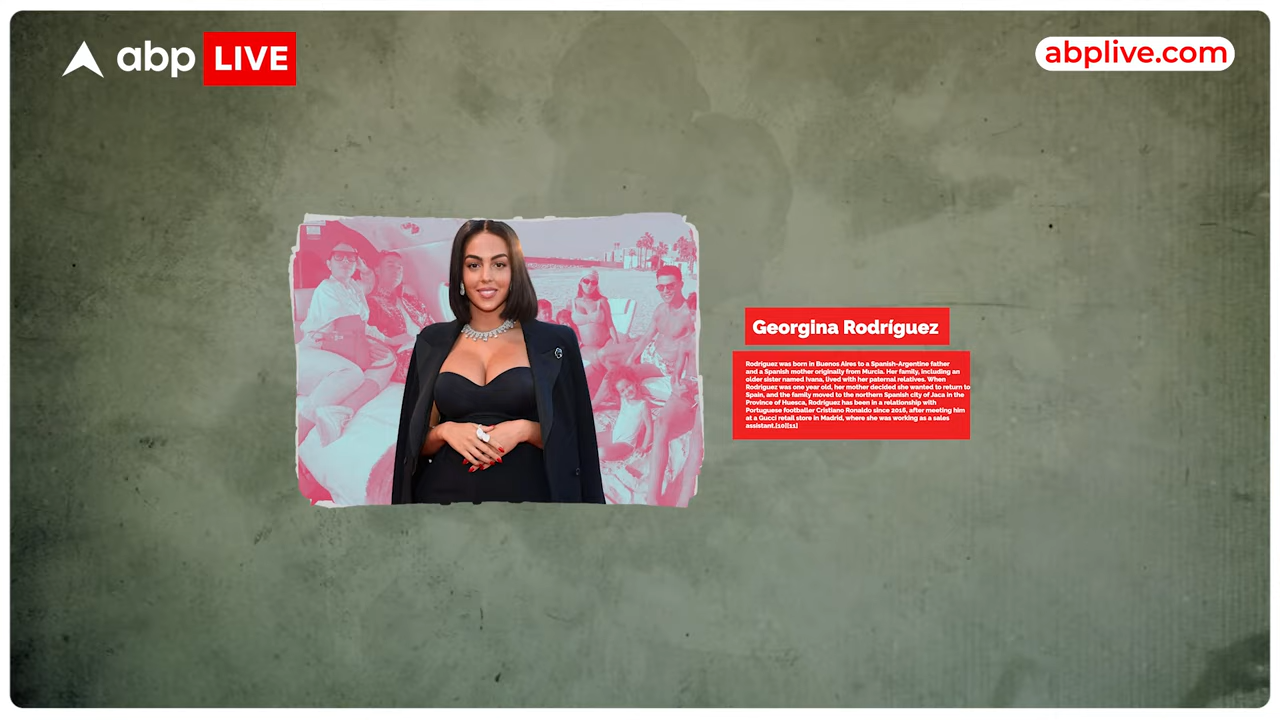 abp LIVE
abplive.com
Georgina Rodríguez
Rodríguez was born in Buenos Aires to a Spanish-Argentine father
and a Spanish mother originally from Murcia. Her family, including an
older sister named Ivana, lived with her paternal relatives. When
Rodríguez was one year old, her mother decided she wanted to return to
Spain, and the family moved to the northern Spanish city of Jaca in the
Province of Huesca, Rodríguez has been in a relationship with
Portuguese footballer Cristiano Ronaldo since 2016, after meeting him
at a Gucci retail store in Madrid, where she was working as a sales
assistant.[10][11]